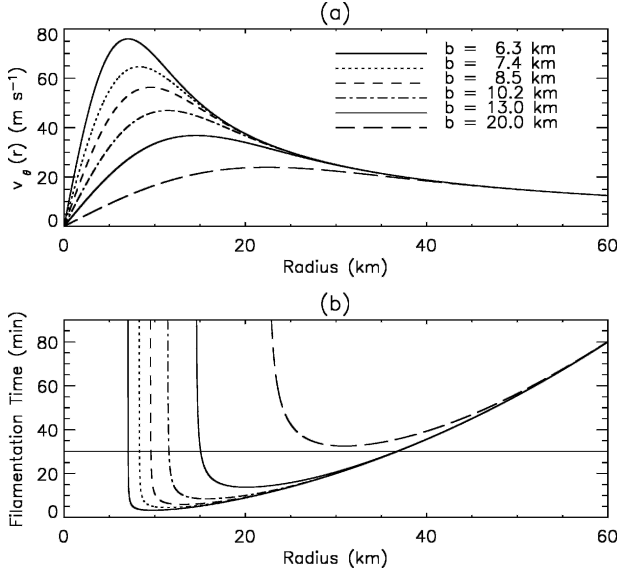 (a)
80
60
40
20
0
v_θ(r) (m s⁻¹)
b = 6.3 km
b = 7.4 km
b = 8.5 km
b = 10.2 km
b = 13.0 km
b = 20.0 km
0 20 40 60
Radius (km)
(b)
80
60
40
20
0
Filamentation Time (min)
0 20 40 60
Radius (km)